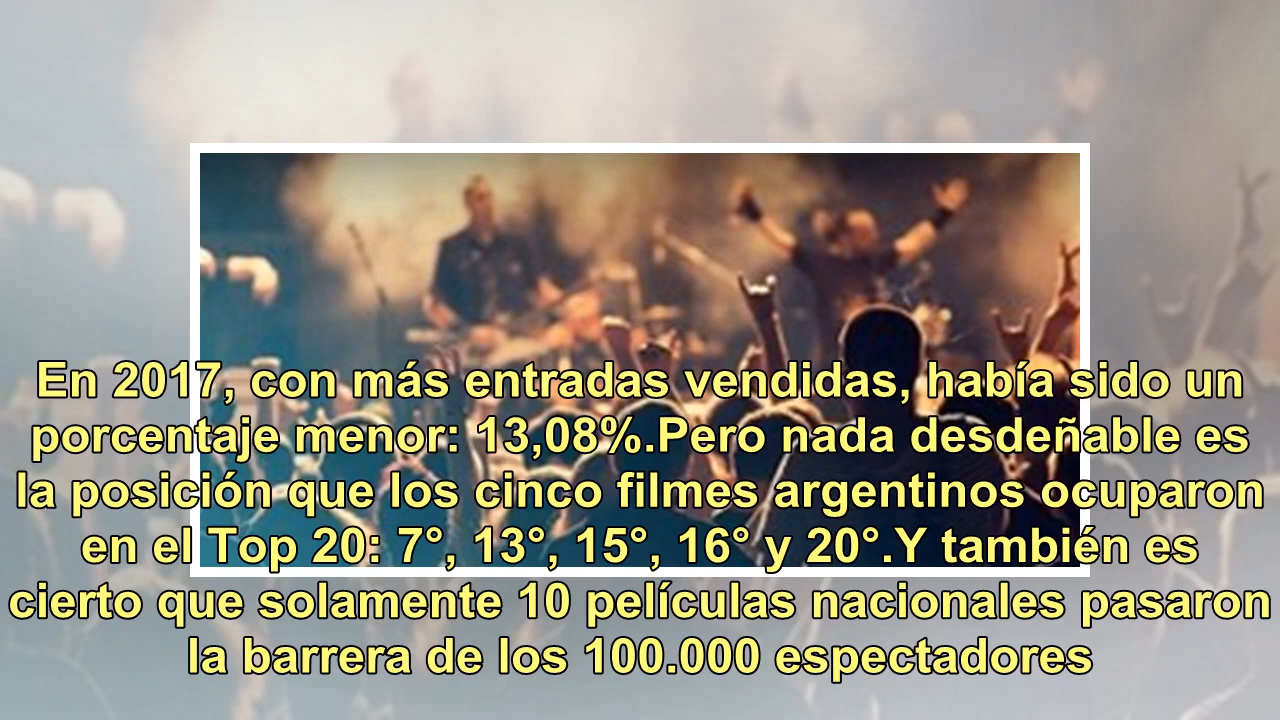 En 2017, con más entradas vendidas, había sido un
porcentaje menor: 13,08%.Pero nada desdeñable es
la posición que los cinco filmes argentinos ocuparon
en el Top 20: 7°, 13°, 15°, 16° y 20°.Y también es
cierto que solamente 10 películas nacionales pasaron
la barrera de los 100.000 espectadores